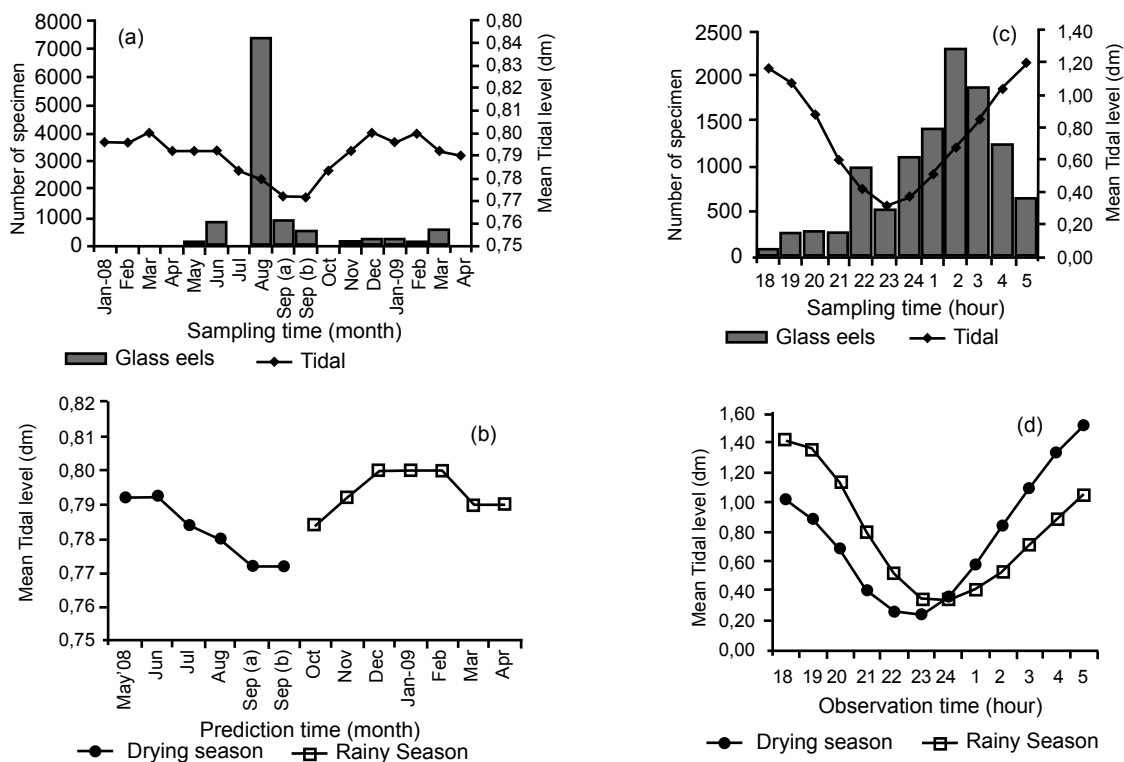 (a)
8000
7000
6000
5000
4000
3000
2000
1000
0
Number of specimen
0,80
0,84
0,83
0,82
0,81
0,80
0,79
0,78
0,77
0,76
0,75
Mean Tidal level (dm)
Jan-08 Feb Mar Apr May Jun Jul Aug Sep (a) Sep (b) Oct Nov Dec Jan-09 Feb Mar Apr
Sampling time (month)
Glass eels Tidal
(c)
2500
2000
1500
1000
500
0
Number of specimen
1,40
1,20
1,00
0,80
0,60
0,40
0,20
0,00
Mean Tidal level (dm)
18 19 20 21 22 23 24 1 2 3 4 5
Sampling time (hour)
Glass eels Tidal
(b)
0,82
0,81
0,80
0,79
0,78
0,77
0,76
0,75
Mean Tidal level (dm)
May'08 Jun Jul Aug Sep (a) Sep (b) Oct Nov Dec Jan-09 Feb Mar Apr
Prediction time (month)
Drying season Rainy Season
(d)
1,60
1,40
1,20
1,00
0,80
0,60
0,40
0,20
0,00
Mean Tidal level (dm)
18 19 20 21 22 23 24 1 2 3 4 5
Observation time (hour)
Drying season Rainy Season